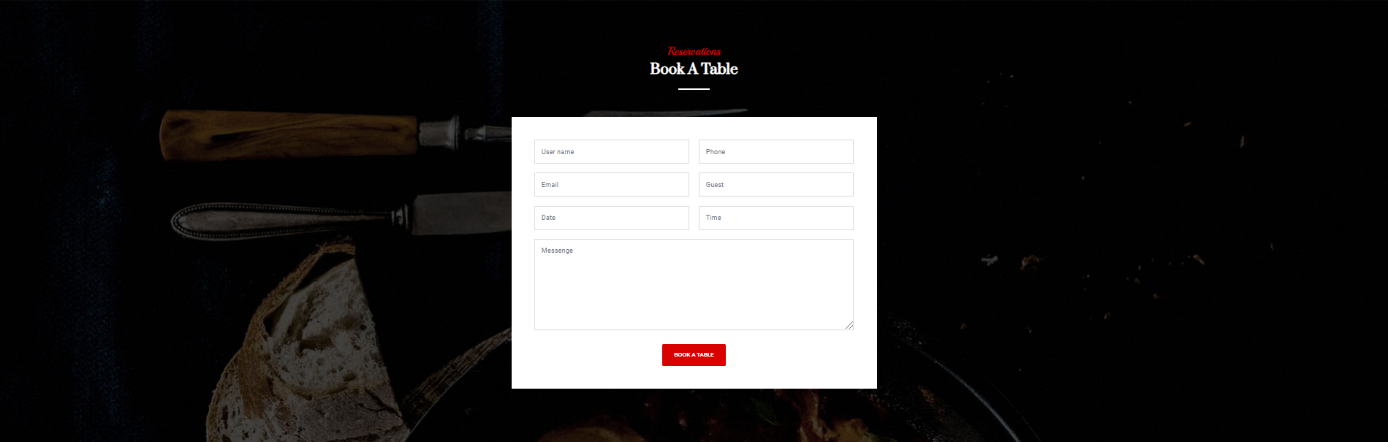 Reservations
Book A Table
User name
Phone
Email
Guest
Date
Time
Messenge
BOOK A TABLE